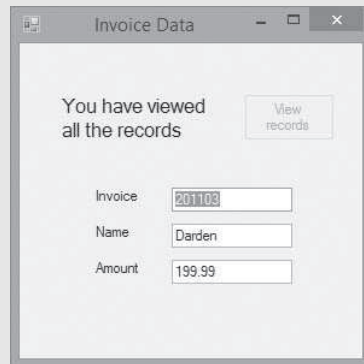 Invoice Data
You have viewed
all the records
View
records
Invoice 201103
Name Darden
Amount 199.99